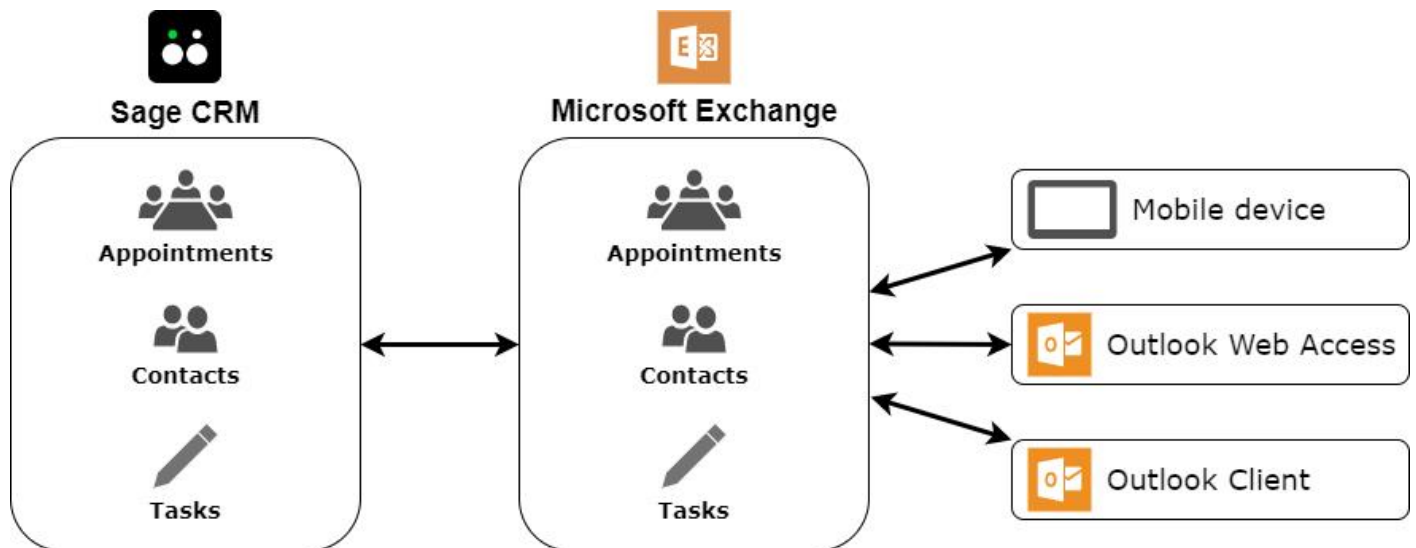 Sage CRM
Appointments
Contacts
Tasks
Microsoft Exchange
E
Appointments
Contacts
Tasks
Mobile device
O Outlook Web Access
O Outlook Client